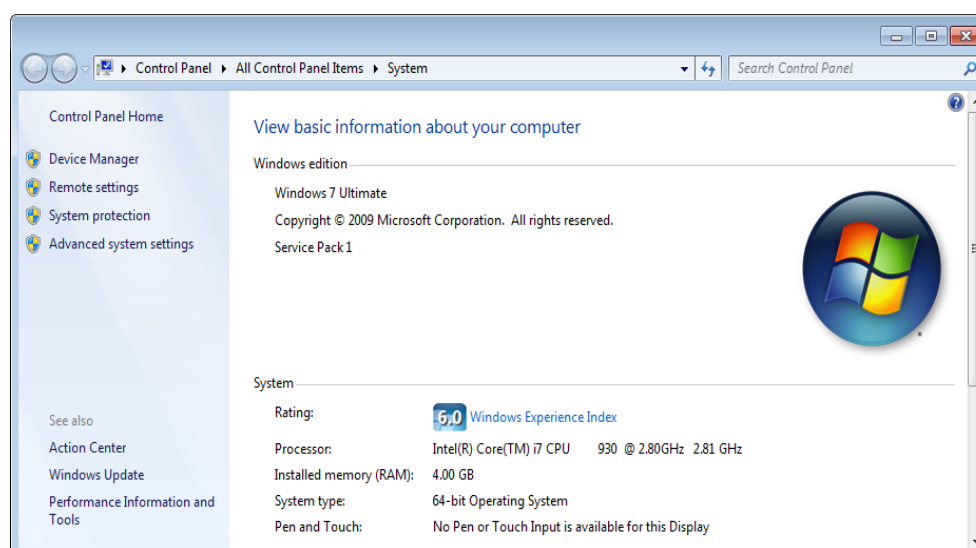 Control Panel All Control Panel Items System
Search Control Panel
Control Panel Home
Device Manager
Remote settings
System protection
Advanced system settings
See also
Action Center
Windows Update
Performance Information and
Tools
View basic information about your computer
Windows edition
Windows 7 Ultimate
Copyright © 2009 Microsoft Corporation. All rights reserved.
Service Pack 1
System
Rating:
6,0 Windows Experience Index
Processor:
Intel(R) Core(TM) i7 CPU 930 @ 2.80GHz 2.81 GHz
Installed memory (RAM):
4.00 GB
System type:
64-bit Operating System
Pen and Touch:
No Pen or Touch Input is available for this Display